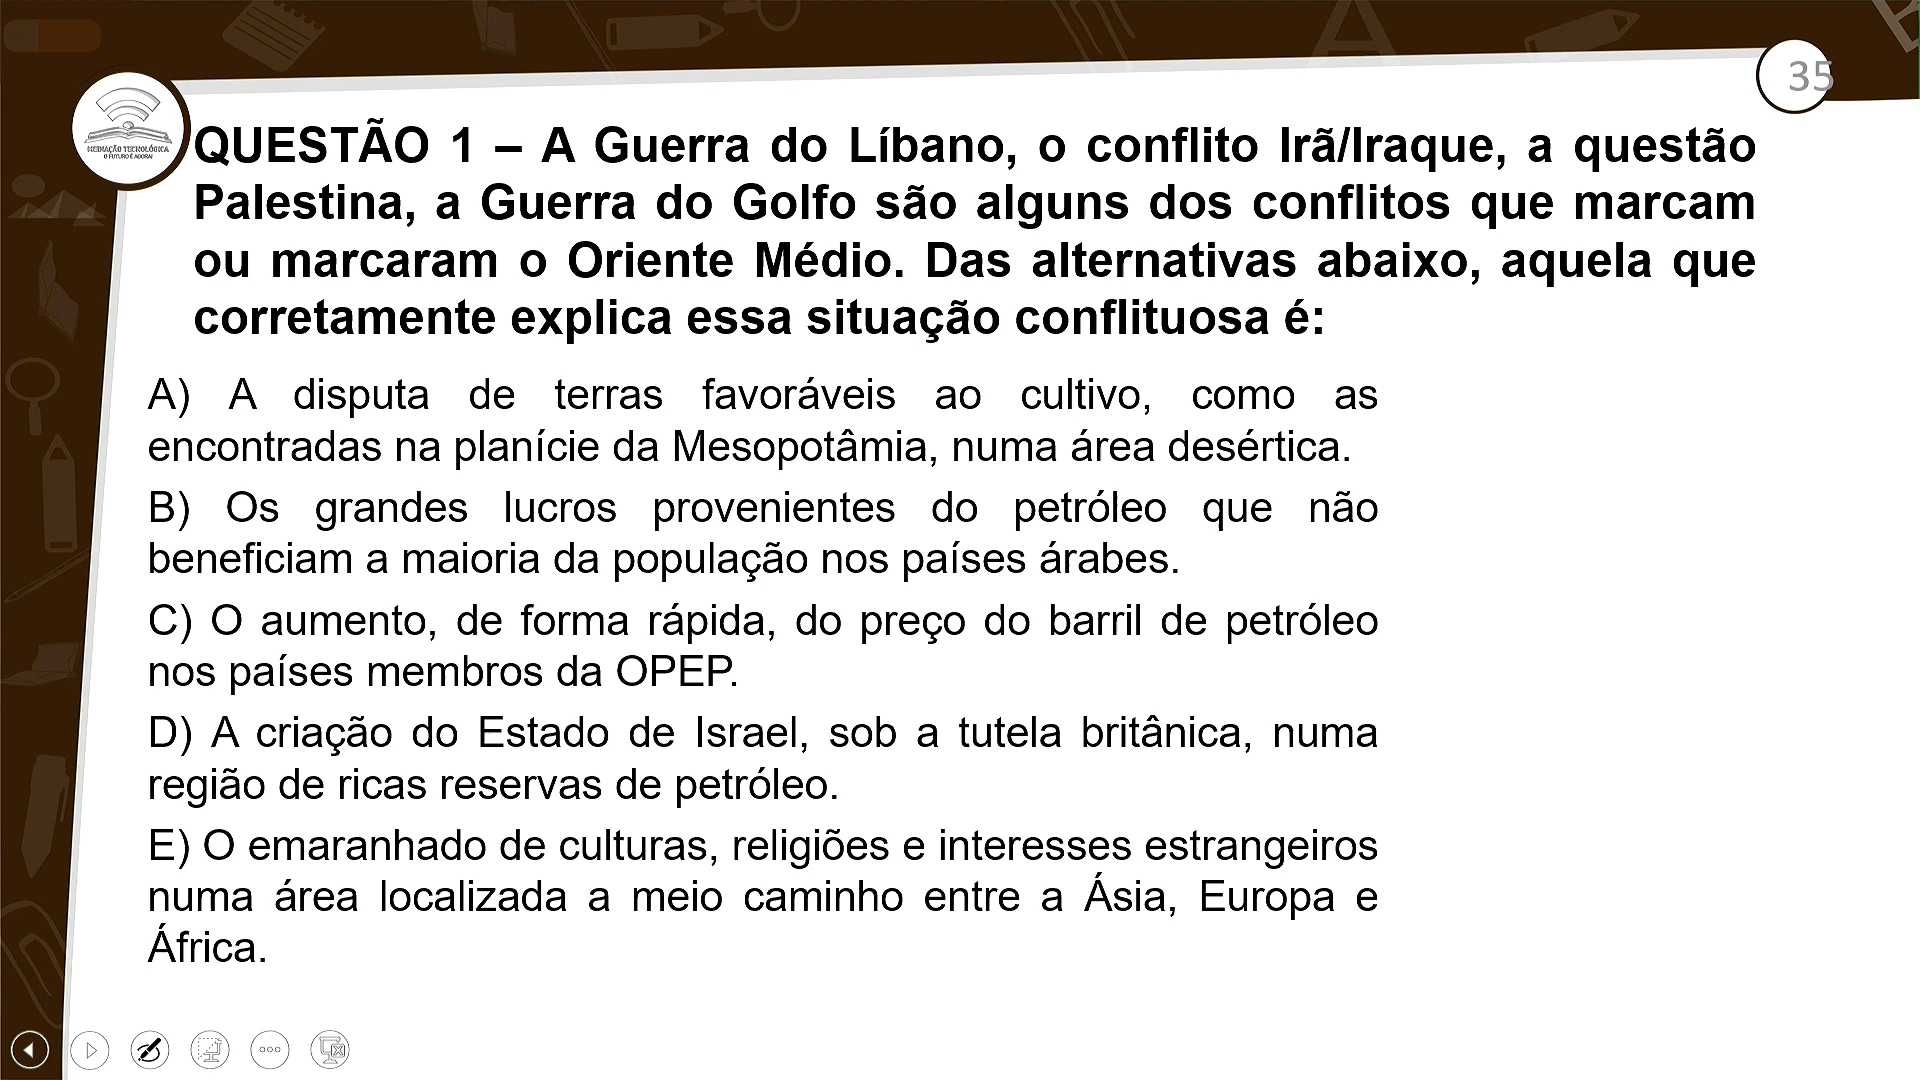 35
MEDIAÇÃO TECNOLÓGICA
O FUTURO É AGORA!
QUESTÃO 1 – A Guerra do Líbano, o conflito Irã/Iraque, a questão
Palestina, a Guerra do Golfo são alguns dos conflitos que marcam
ou marcaram o Oriente Médio. Das alternativas abaixo, aquela que
corretamente explica essa situação conflituosa é:
A) A disputa de terras favoráveis ao cultivo, como as
encontradas na planície da Mesopotâmia, numa área desértica.
B) Os grandes lucros provenientes do petróleo que não
beneficiam a maioria da população nos países árabes.
C) O aumento, de forma rápida, do preço do barril de petróleo
nos países membros da OPEP.
D) A criação do Estado de Israel, sob a tutela britânica, numa
região de ricas reservas de petróleo.
E) O emaranhado de culturas, religiões e interesses estrangeiros
numa área localizada a meio caminho entre a Ásia, Europa e
África.